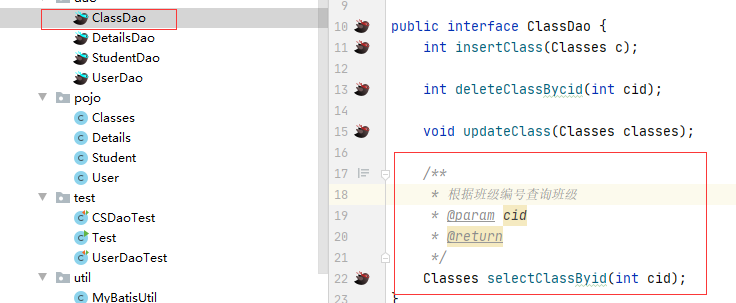 dao
ClassDao
DetailsDao
StudentDao
UserDao
pojo
Classes
Details
Student
User
test
CSDaoTest
Test
UserDaoTest
util
MyBatisUtil
9
10 public interface ClassDao {
11 int insertClass(Classes c);
12
13 int deleteClassBycid(int cid);
14
15 void updateClass(Classes classes);
16
17 /**
18 * 根据班级编号查询班级
19 * @param cid
20 * @return
21 */
22 Classes selectClassByid(int cid);
23 }